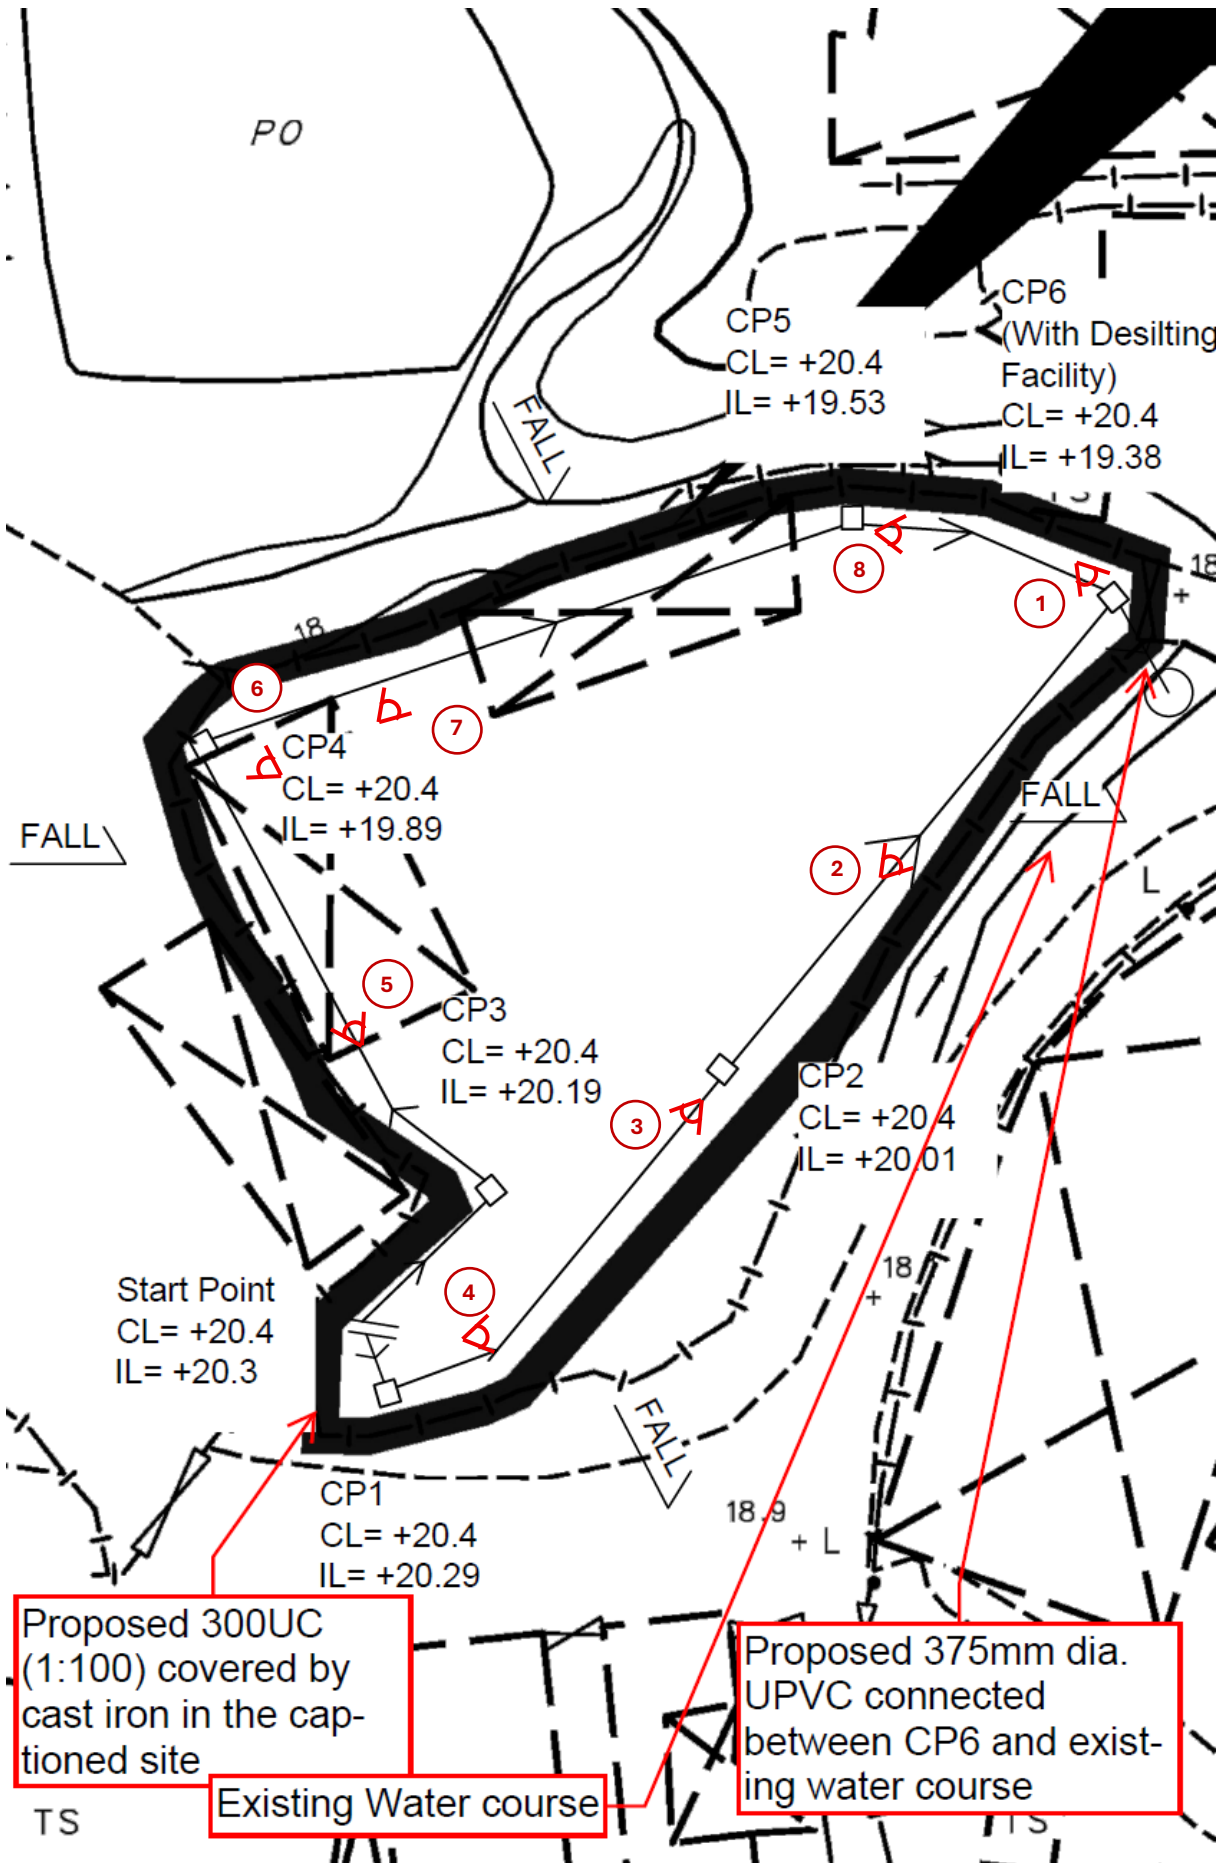 PO
CP6
(With Desilting
Facility)
CL= +20.4
IL= +19.38
CP5
CL= +20.4
IL= +19.53
FALL
TS
18
8
1
18
6
7
CP4
CL= +20.4
IL= +19.89
FALL
FALL
2
L
5
CP3
CL= +20.4
IL= +20.19
3
CP2
CL= +20.4
IL= +20.01
18
4
Start Point
CL= +20.4
IL= +20.3
FALL
CP1
CL= +20.4
IL= +20.29
18.9
L
Proposed 300UC
(1:100) covered by
cast iron in the cap-
tioned site
Proposed 375mm dia.
UPVC connected
between CP6 and exist-
ing water course
Existing Water course
TS
TS